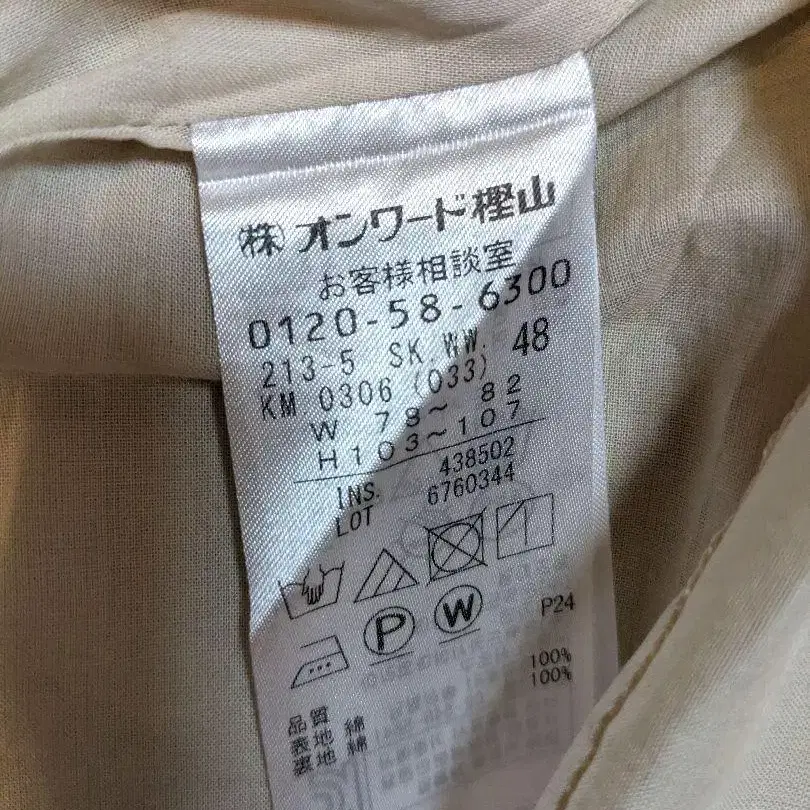 ㈱オンワード樫山
お客様相談室
0120-58-6300
213-5 SK.WW. 48
KM 0306 (033)
W 79~ 82
H103~107
INS. 438502
LOT 6760344
P
W
P24
品質
表地 綿 100%
裏地 綿 100%